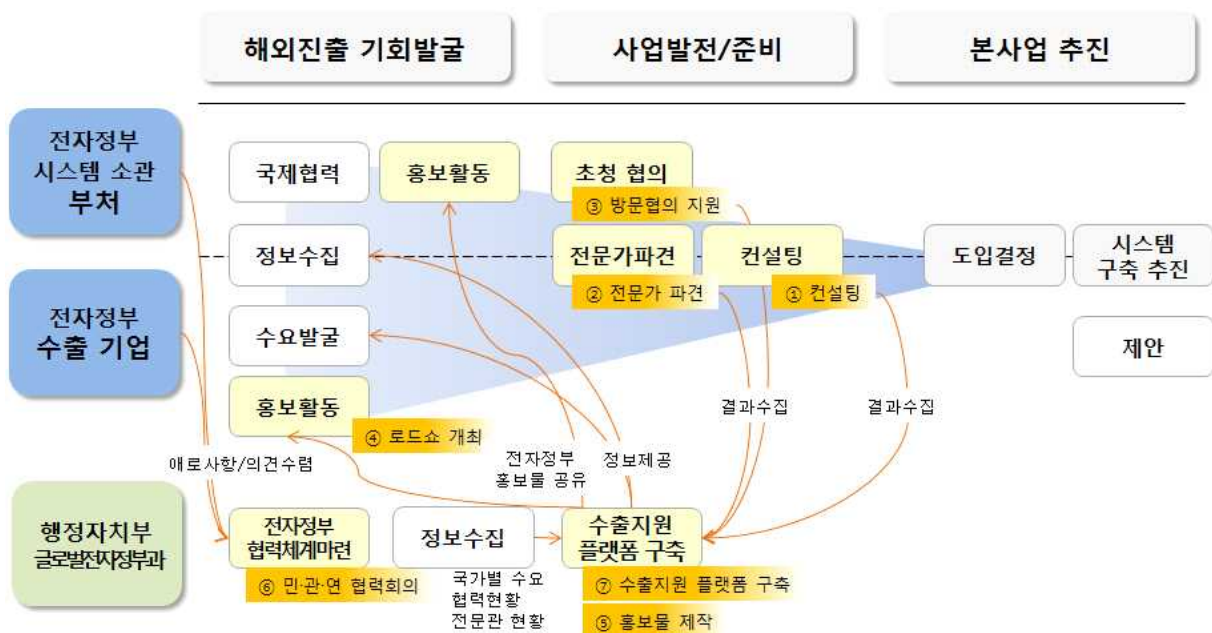 해외진출 기회발굴
사업발전/준비
본사업 추진
전자정부
시스템 소관
부처
국제협력
홍보활동
초청 협의
③ 방문협의 지원
정보수집
전문가파견
컨설팅
도입결정
시스템
구축 추진
② 전문가 파견
① 컨설팅
전자정부
수출 기업
수요발굴
제안
홍보활동
④ 로드쇼 개최
결과수집
결과수집
애로사항/의견수렴
전자정부
홍보물 공유
정보제공
행정자치부
글로벌전자정부과
전자정부
협력체계마련
정보수집
수출지원
플랫폼 구축
⑥ 민·관·연 협력회의
국가별 수요
협력현황
전문관 현황
⑦ 수출지원 플랫폼 구축
⑤ 홍보물 제작